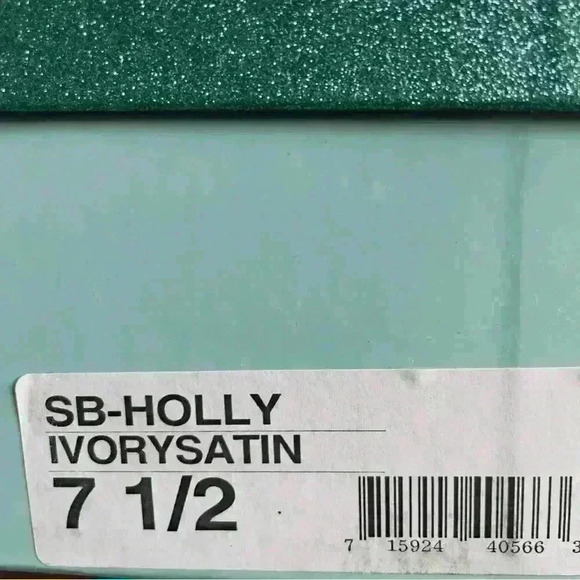 SB-HOLLY
IVORYSATIN
7 1/2
7 15924 40566 3